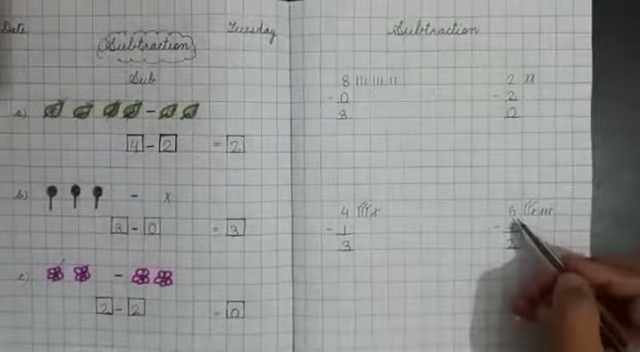 Date Tuesday
Subtraction
Sub
a) -
4 - 2 = 2
b) - x
3 - 0 = 3
c) -
2 - 2 = 0
Subtraction
8
- 0
8
2
- 2
0
4
- 1
3
6
-
2